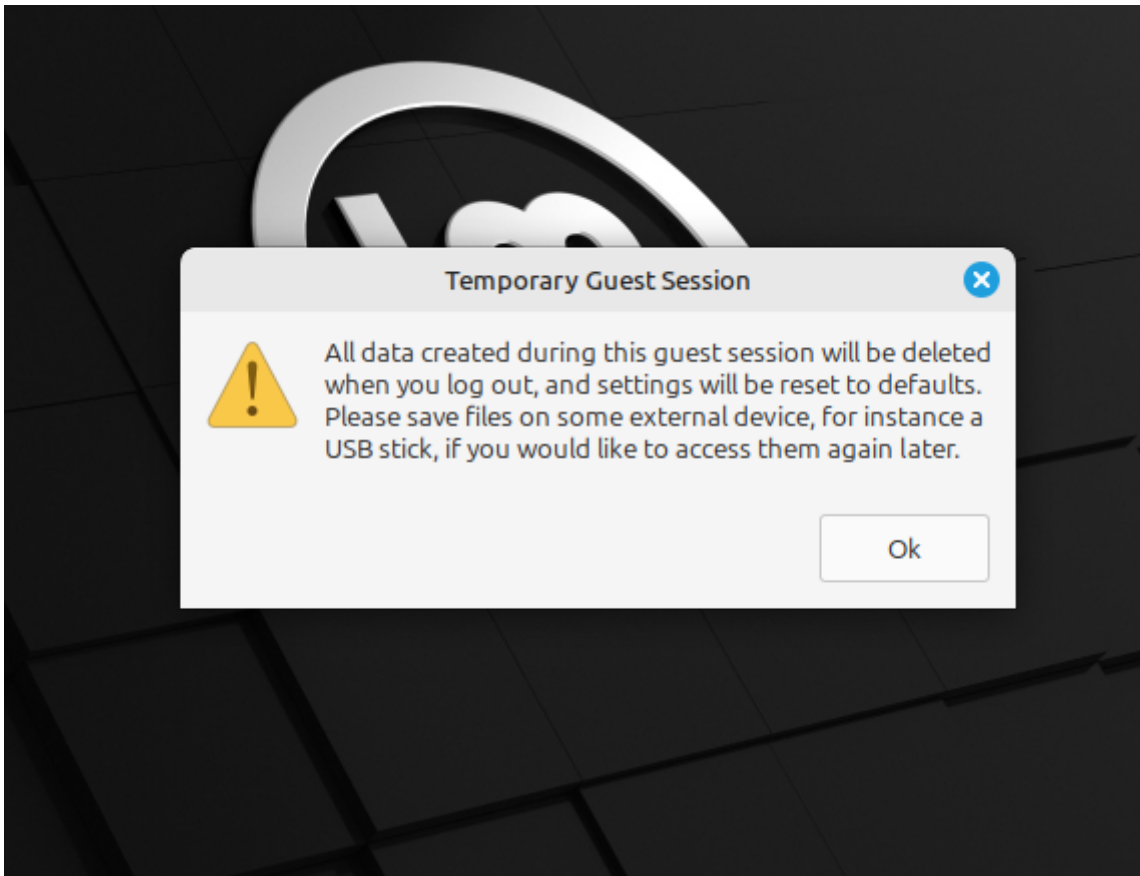 Temporary Guest Session
All data created during this guest session will be deleted
when you log out, and settings will be reset to defaults.
Please save files on some external device, for instance a
USB stick, if you would like to access them again later.
Ok